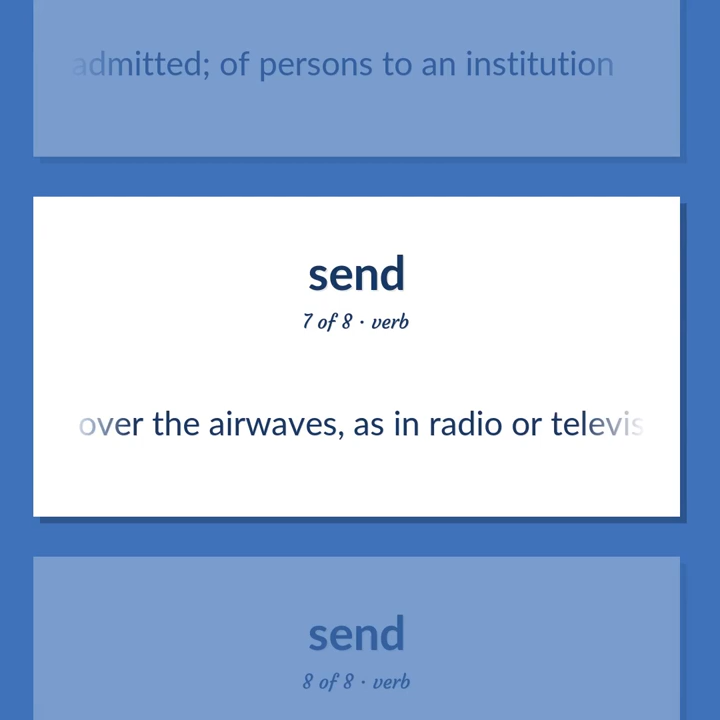 admitted; of persons to an institution
send
7 of 8 · verb
over the airwaves, as in radio or televis
send
8 of 8 · verb